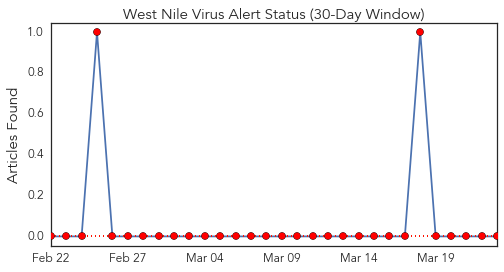 West Nile Virus Alert Status (30-Day Window)
Articles Found
1.0
0.8
0.6
0.4
0.2
0.0
Feb 22 Feb 27 Mar 04 Mar 09 Mar 14 Mar 19